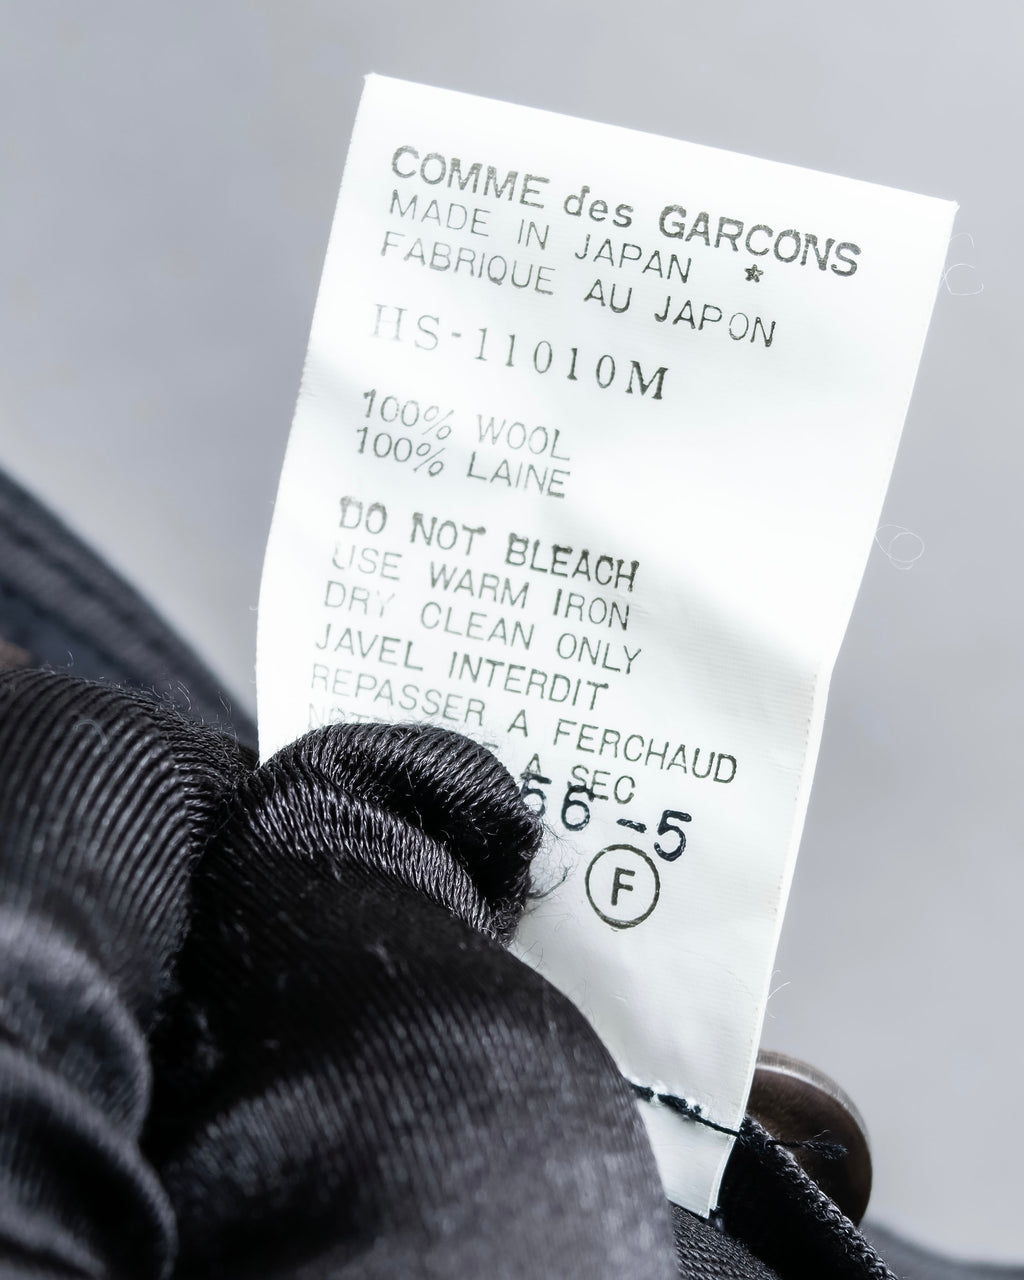 COMME des GARCONS
MADE IN JAPAN ★
FABRIQUE AU JAPON
HS-11010M
100% WOOL
100% LAINE
DO NOT BLEACH
USE WARM IRON
DRY CLEAN ONLY
JAVEL INTERDIT
REPASSER A FERCHAUD
A SEC
56-5
F